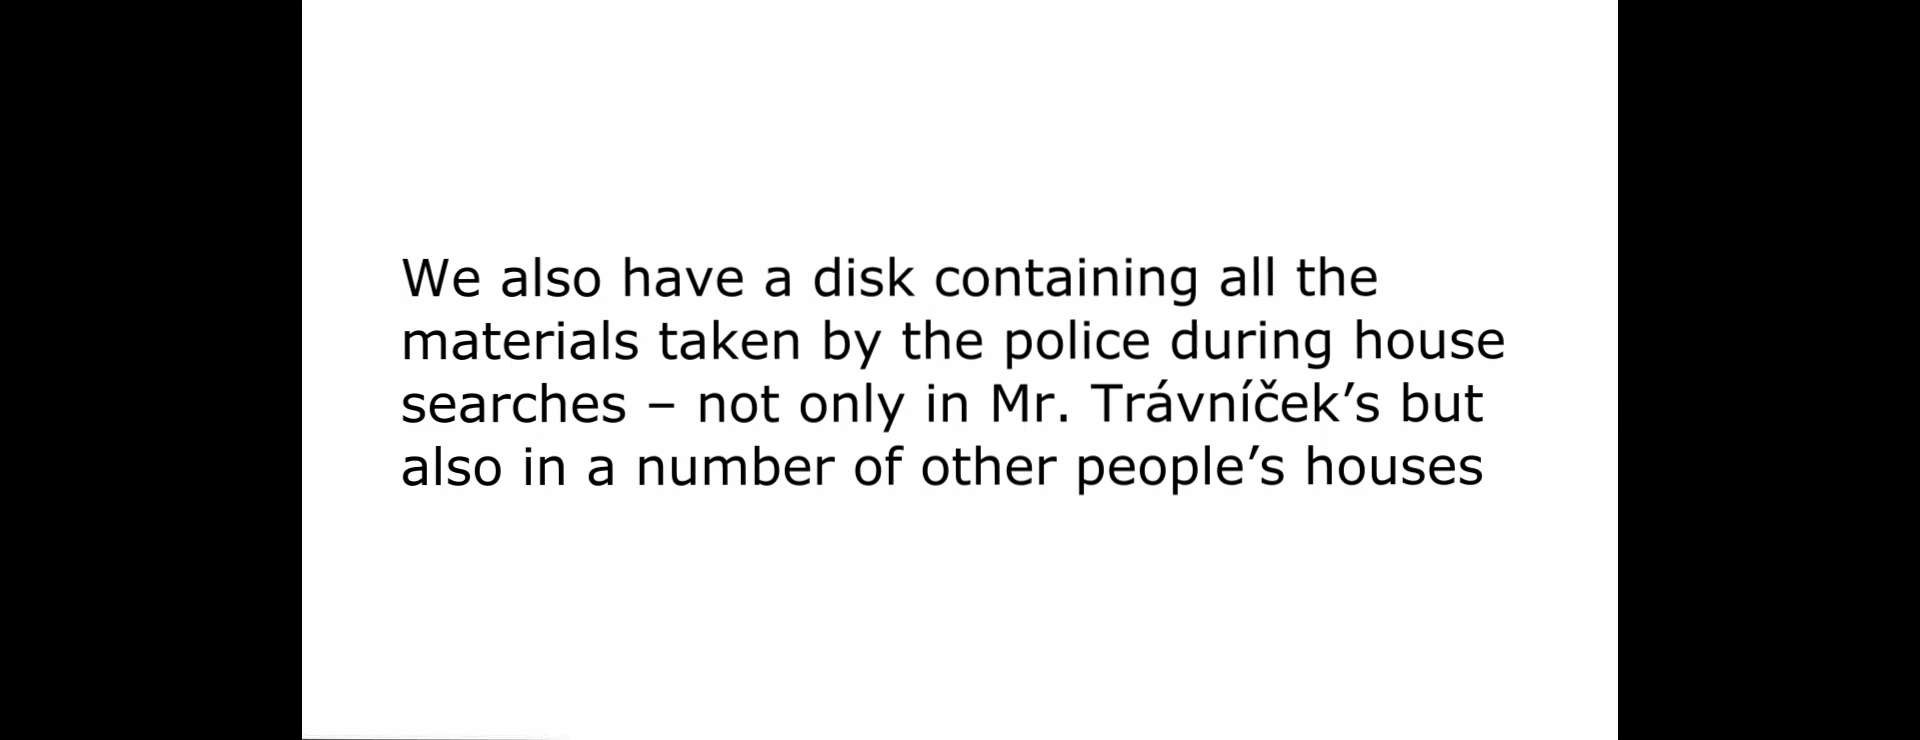 We also have a disk containing all the
materials taken by the police during house
searches – not only in Mr. Trávníček’s but
also in a number of other people’s houses